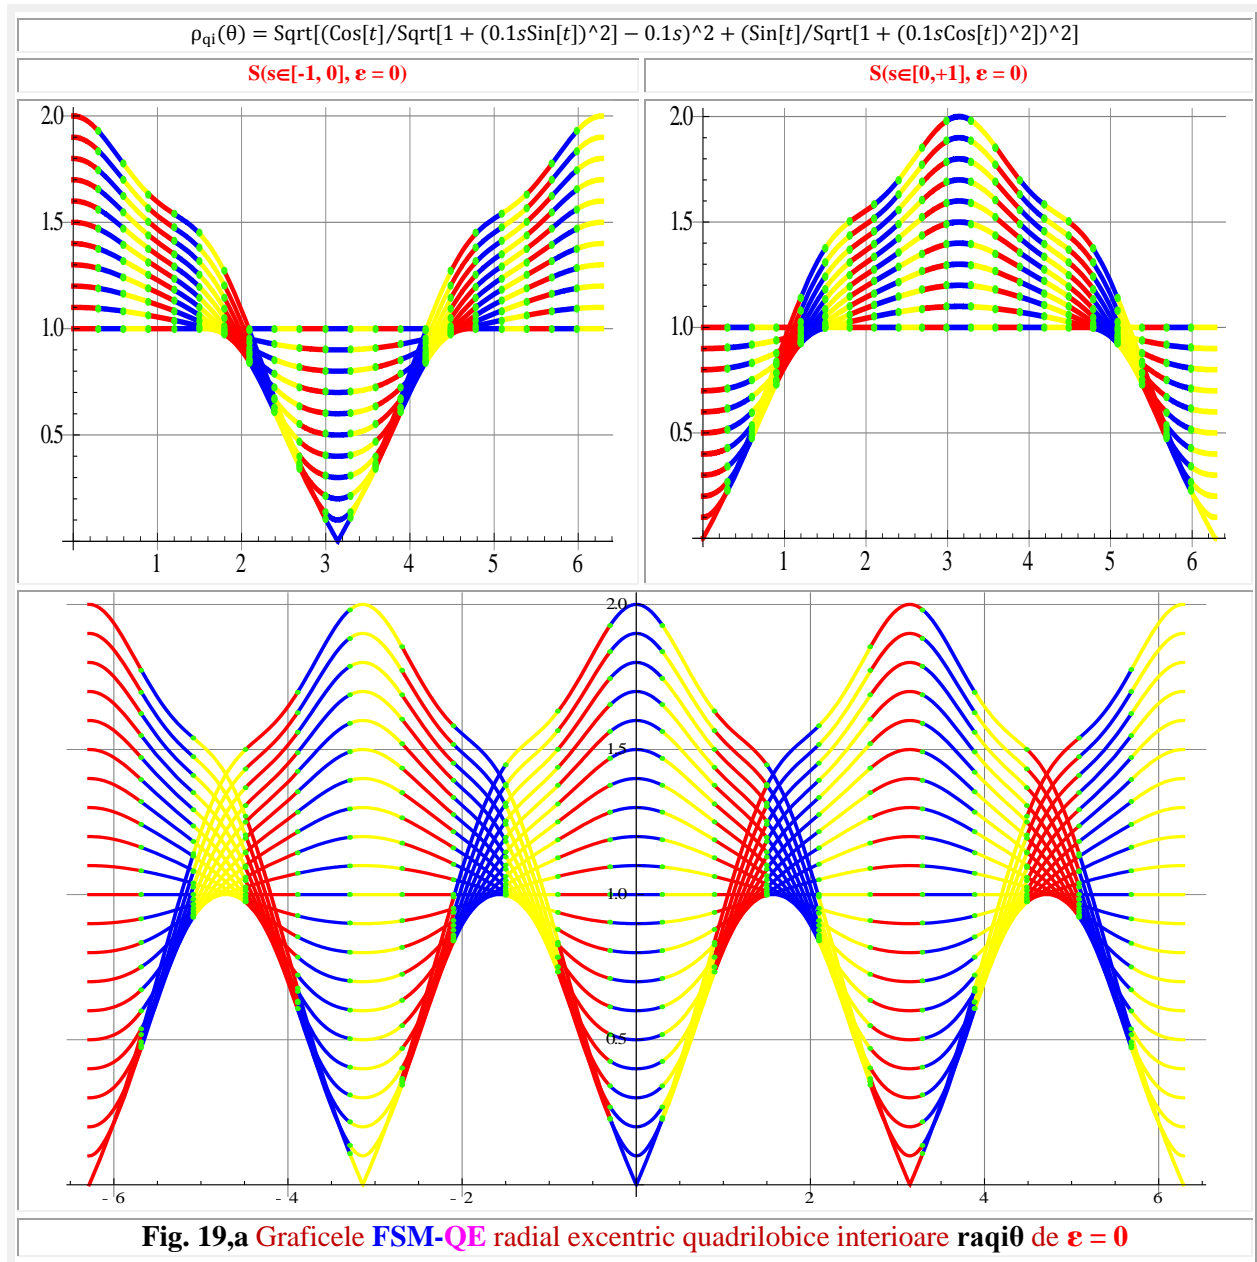 ρqi(θ) = Sqrt[(Cos[t]/Sqrt[1 + (0.1sSin[t])^2] − 0.1s)^2 + (Sin[t]/Sqrt[1 + (0.1sCos[t])^2])^2]
S(s∈[-1, 0], ε = 0)
S(s∈[0,+1], ε = 0)
2.0
1.5
1.0
0.5
1 2 3 4 5 6
2.0
1.5
1.0
0.5
1 2 3 4 5 6
2.0
1.5
1.0
0.5
-6 -4 -2 2 4 6
Fig. 19,a Graficele FSM-QE radial excentric quadrilobice interioare raqiθ de ε = 0